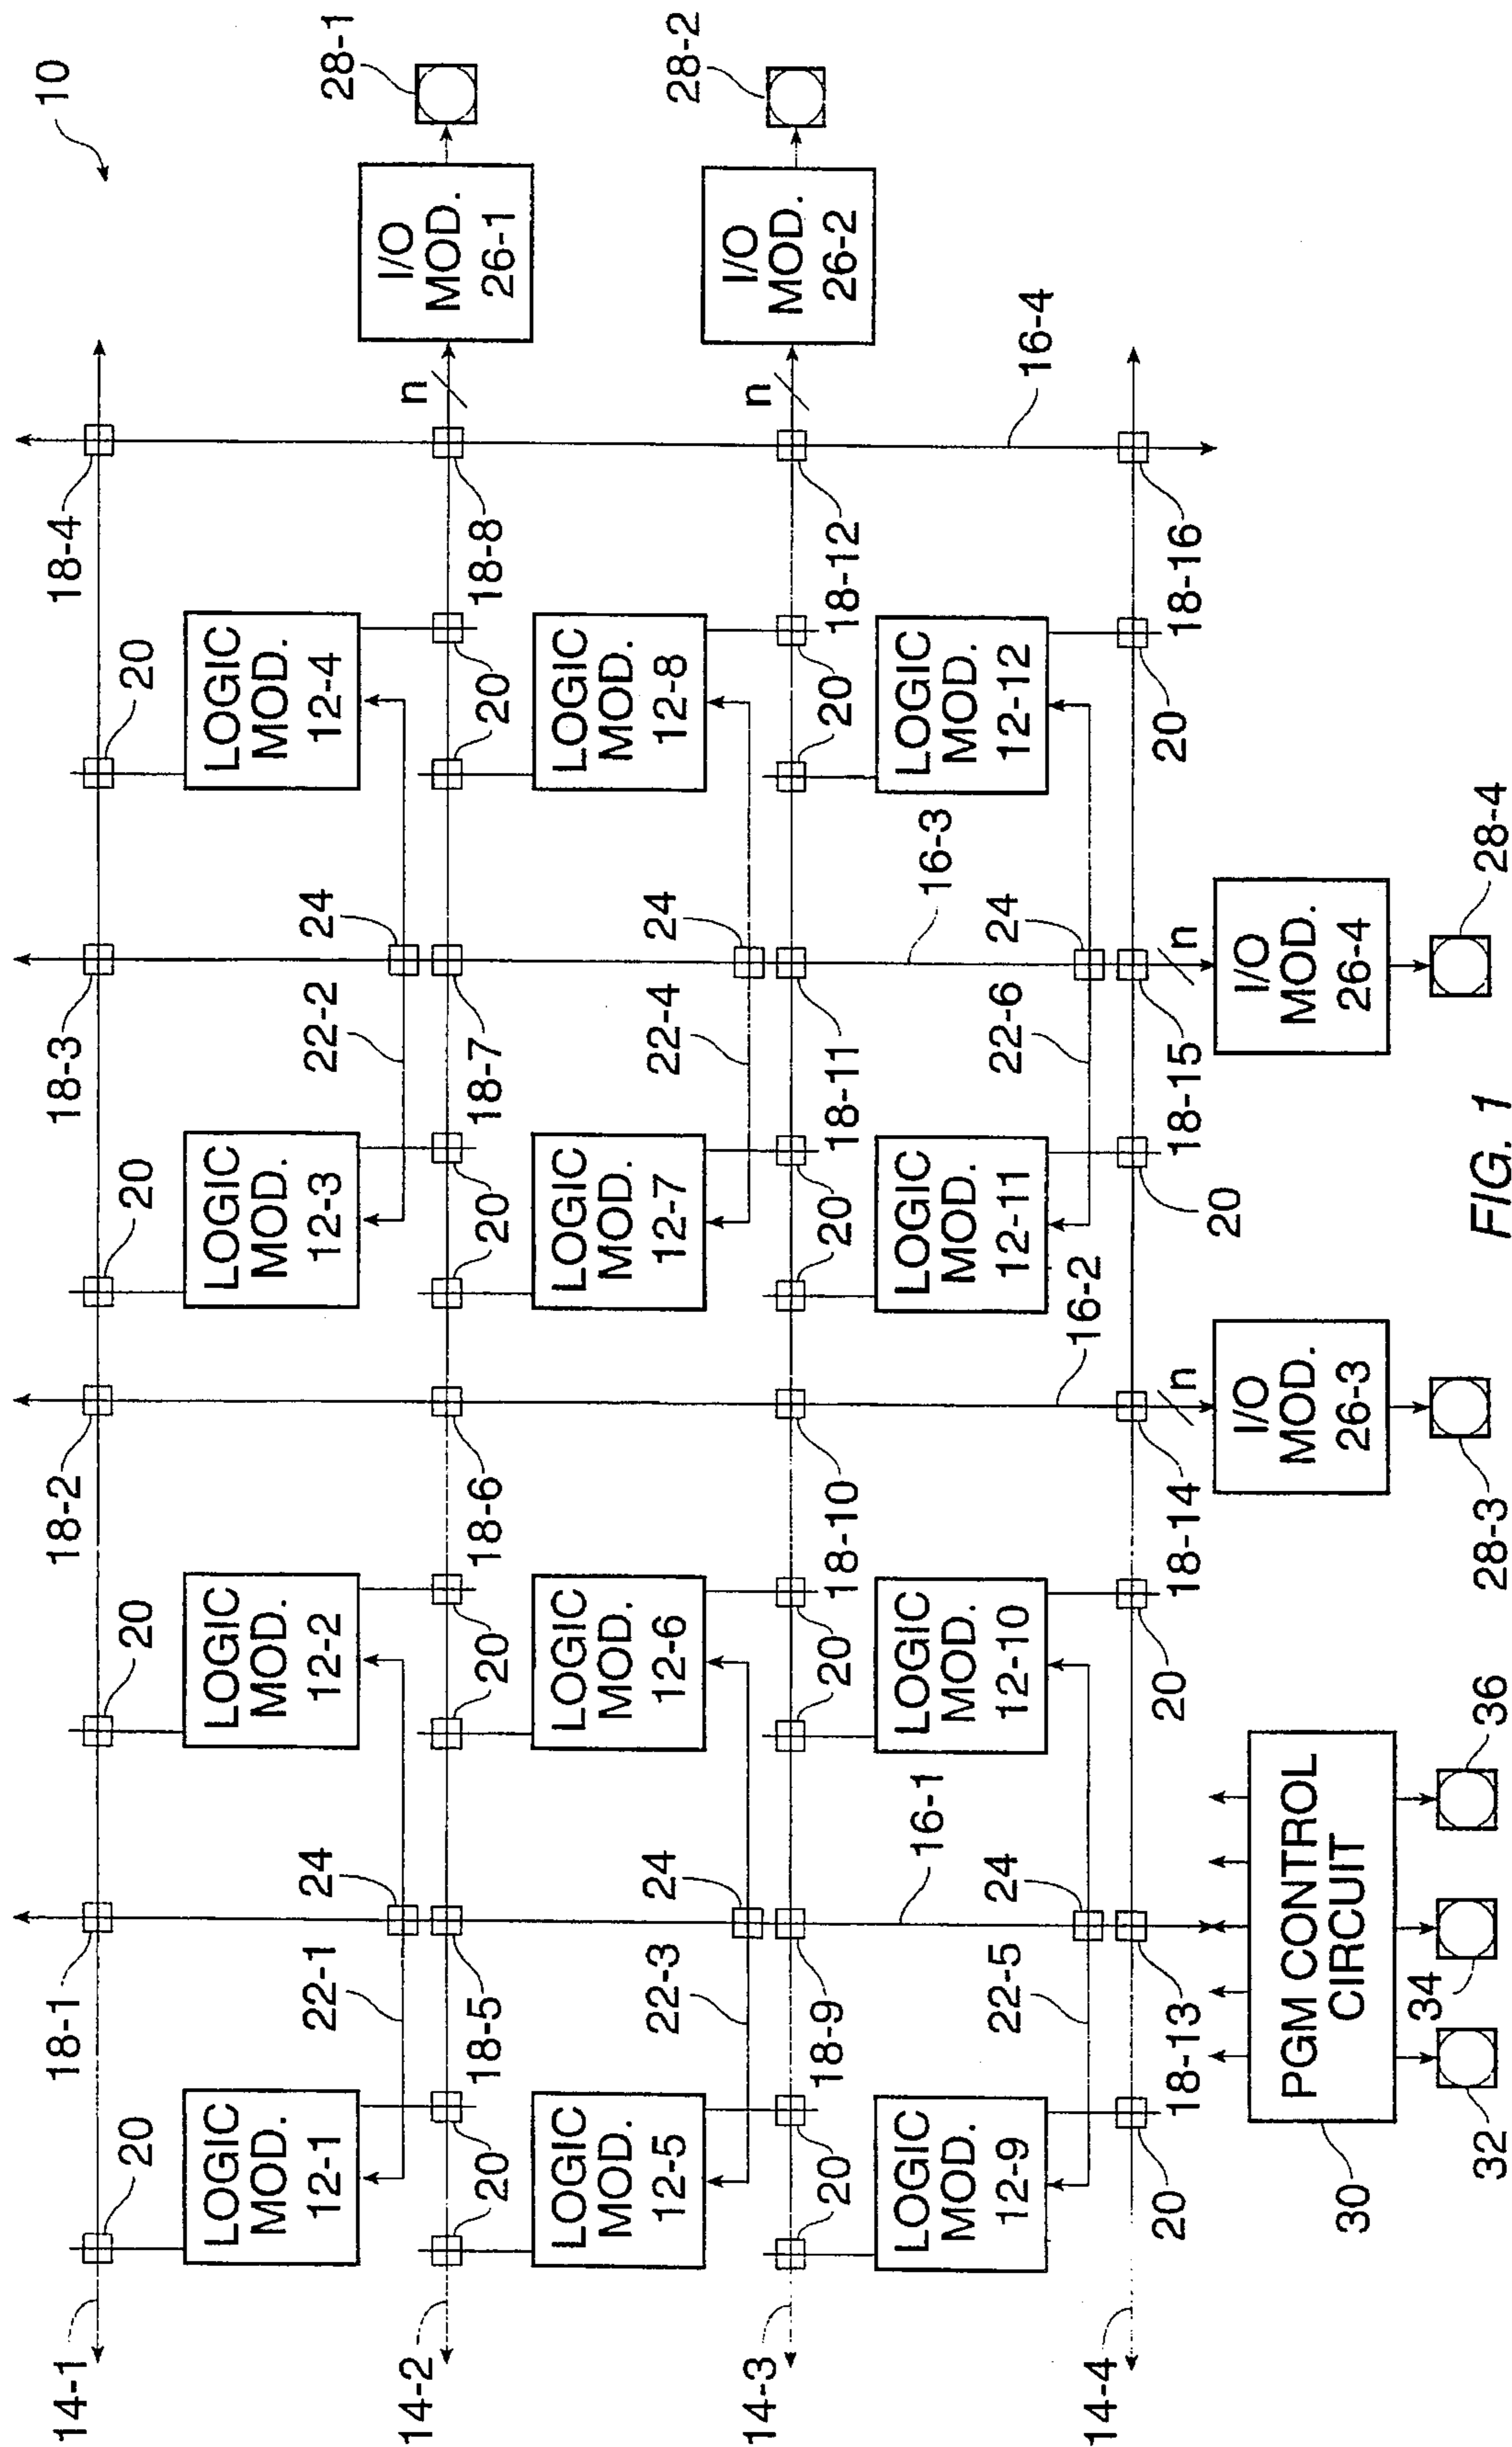 10
18-1
18-2
18-3
18-4
14-1
20
20
20
20
LOGIC
MOD.
12-1
LOGIC
MOD.
12-2
LOGIC
MOD.
12-3
LOGIC
MOD.
12-4
28-1
22-1
24
22-2
24
I/O
MOD.
26-1
n
14-2
20
18-5
20
18-6
20
18-7
20
18-8
LOGIC
MOD.
12-5
LOGIC
MOD.
12-6
LOGIC
MOD.
12-7
LOGIC
MOD.
12-8
28-2
22-3
24
22-4
24
I/O
MOD.
26-2
n
14-3
20
18-9
20
18-10
20
18-11
20
18-12
LOGIC
MOD.
12-9
LOGIC
MOD.
12-10
LOGIC
MOD.
12-11
LOGIC
MOD.
12-12
16-1
16-2
16-3
16-4
22-5
24
22-6
24
14-4
20
18-13
20
18-14
20
18-15
20
18-16
n
n
30
PGM CONTROL
CIRCUIT
I/O
MOD.
26-3
I/O
MOD.
26-4
32
34
36
28-3
28-4
FIG. 1